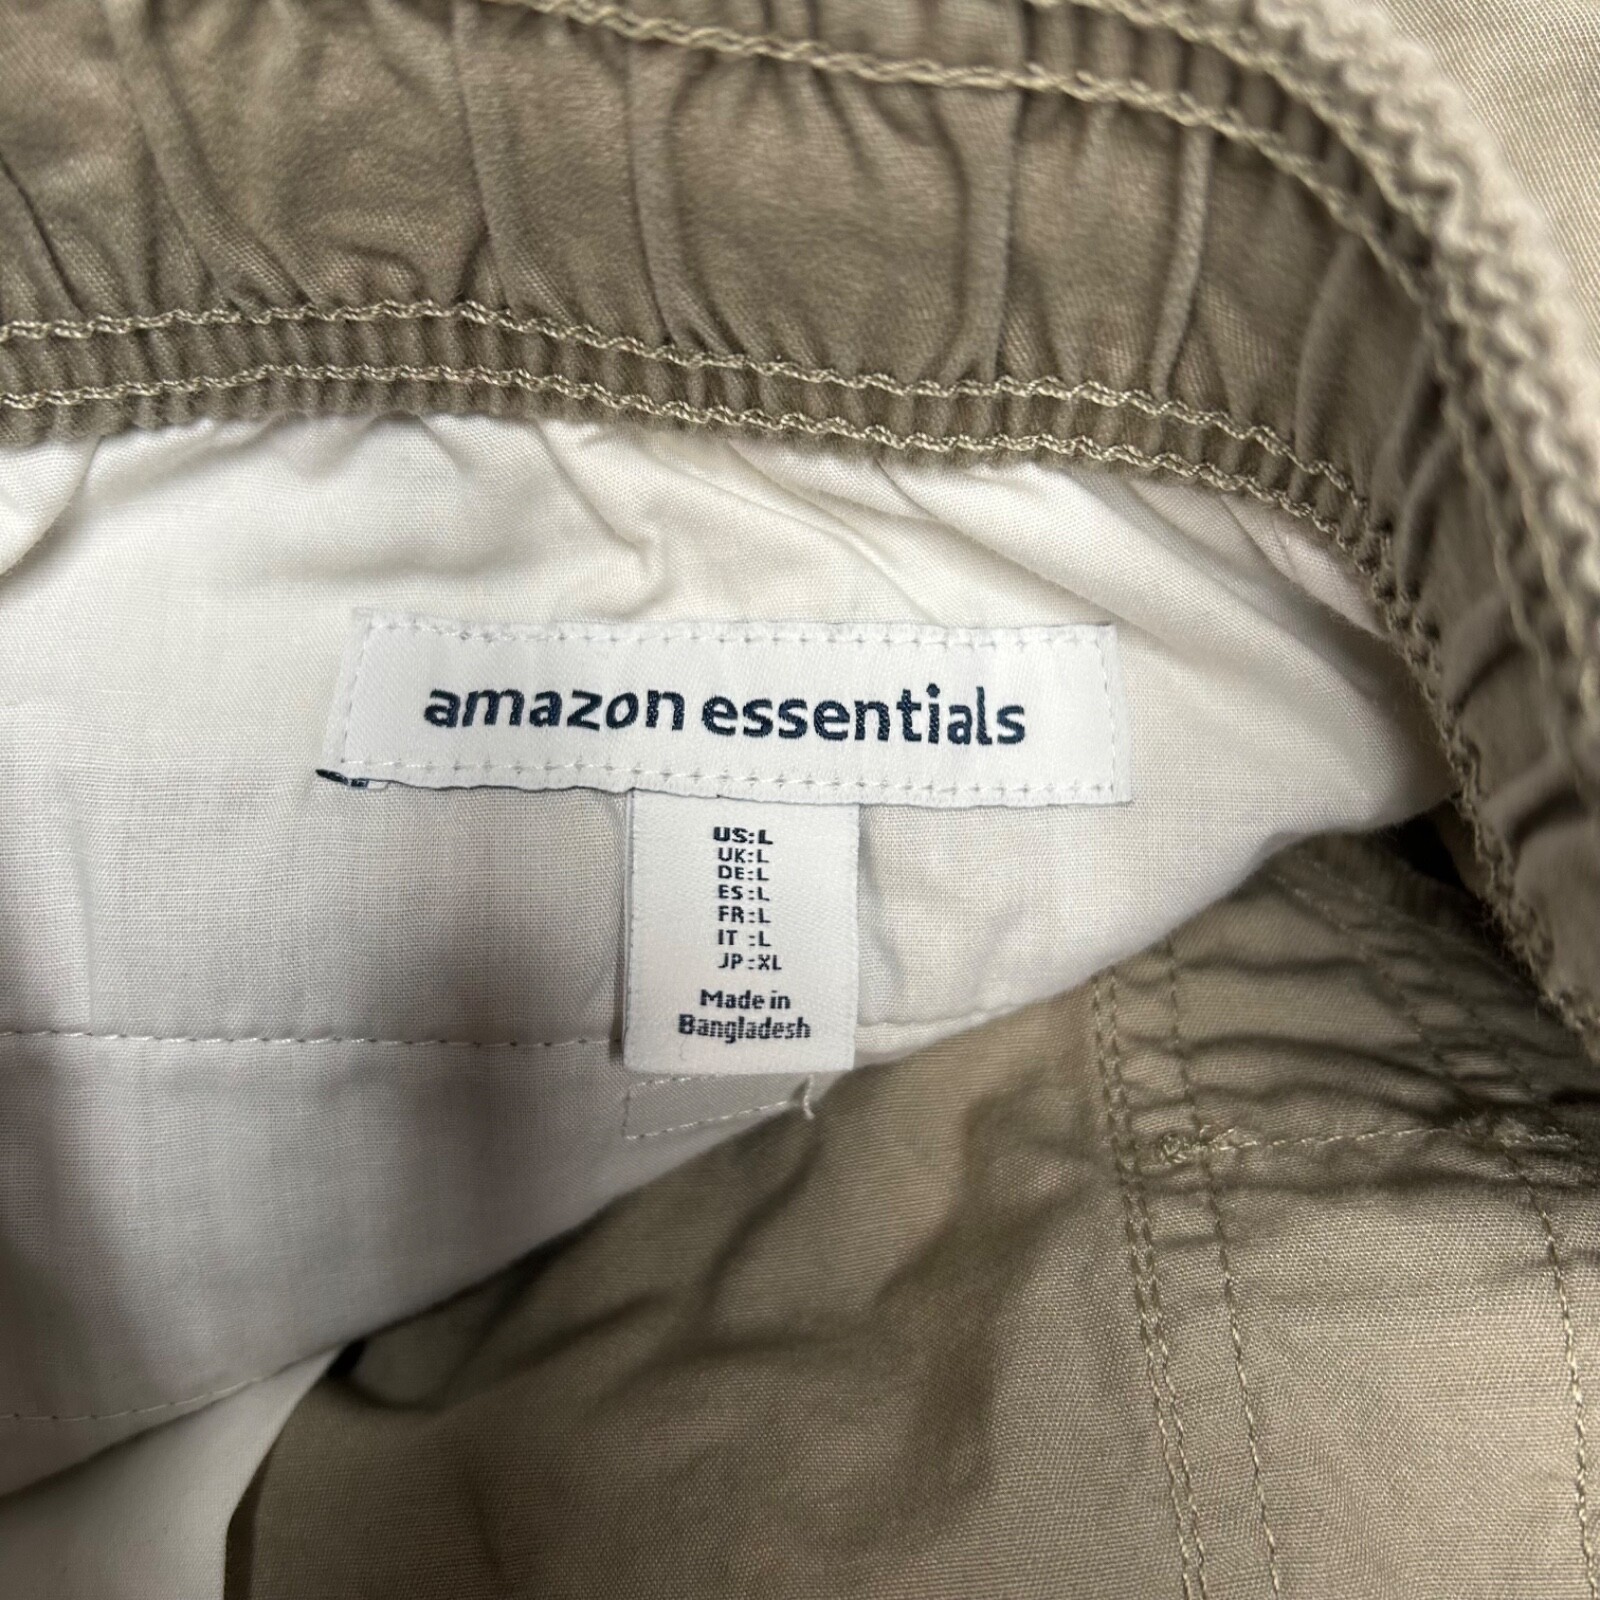 amazon essentials
US:L
UK:L
DE:L
ES:L
FR:L
IT :L
JP:XL
Made in
Bangladesh